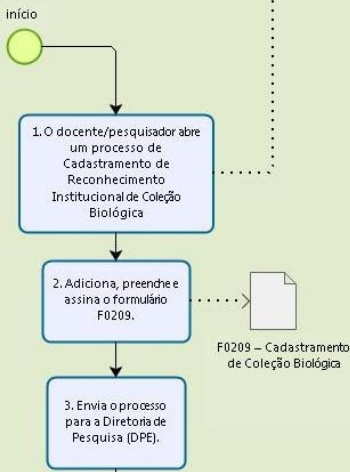 início
1. O docente/pesquisador abre
um processo de
Cadastramento de
Reconhecimento
Institucional de Coleção
Biológica
2. Adiciona, preenche e
assina o formulário
F0209.
F0209 – Cadastramento
de Coleção Biológica
3. Envia o processo
para a Diretoria de
Pesquisa (DPE).